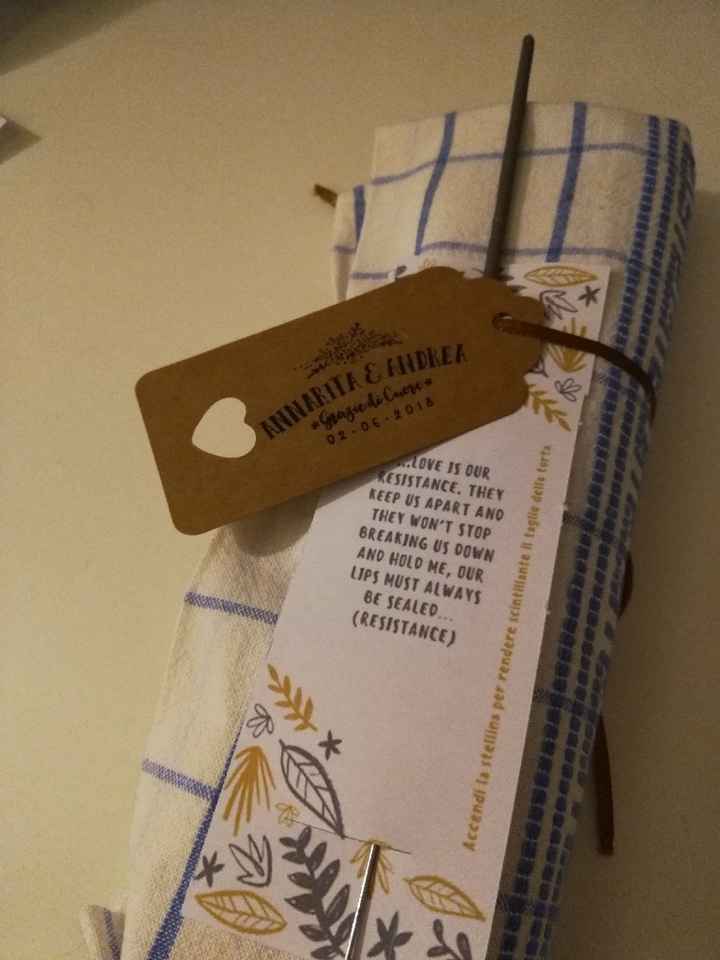 ANNARITA & ANDREA
*Grazie di Cuore*
02-06-2018
...LOVE IS OUR
RESISTANCE. THEY
KEEP US APART AND
THEY WON'T STOP
BREAKING US DOWN
AND HOLD ME, OUR
LIPS MUST ALWAYS
BE SEALED...
(RESISTANCE)
Accendi la stellina per rendere scintillante il taglio della torta